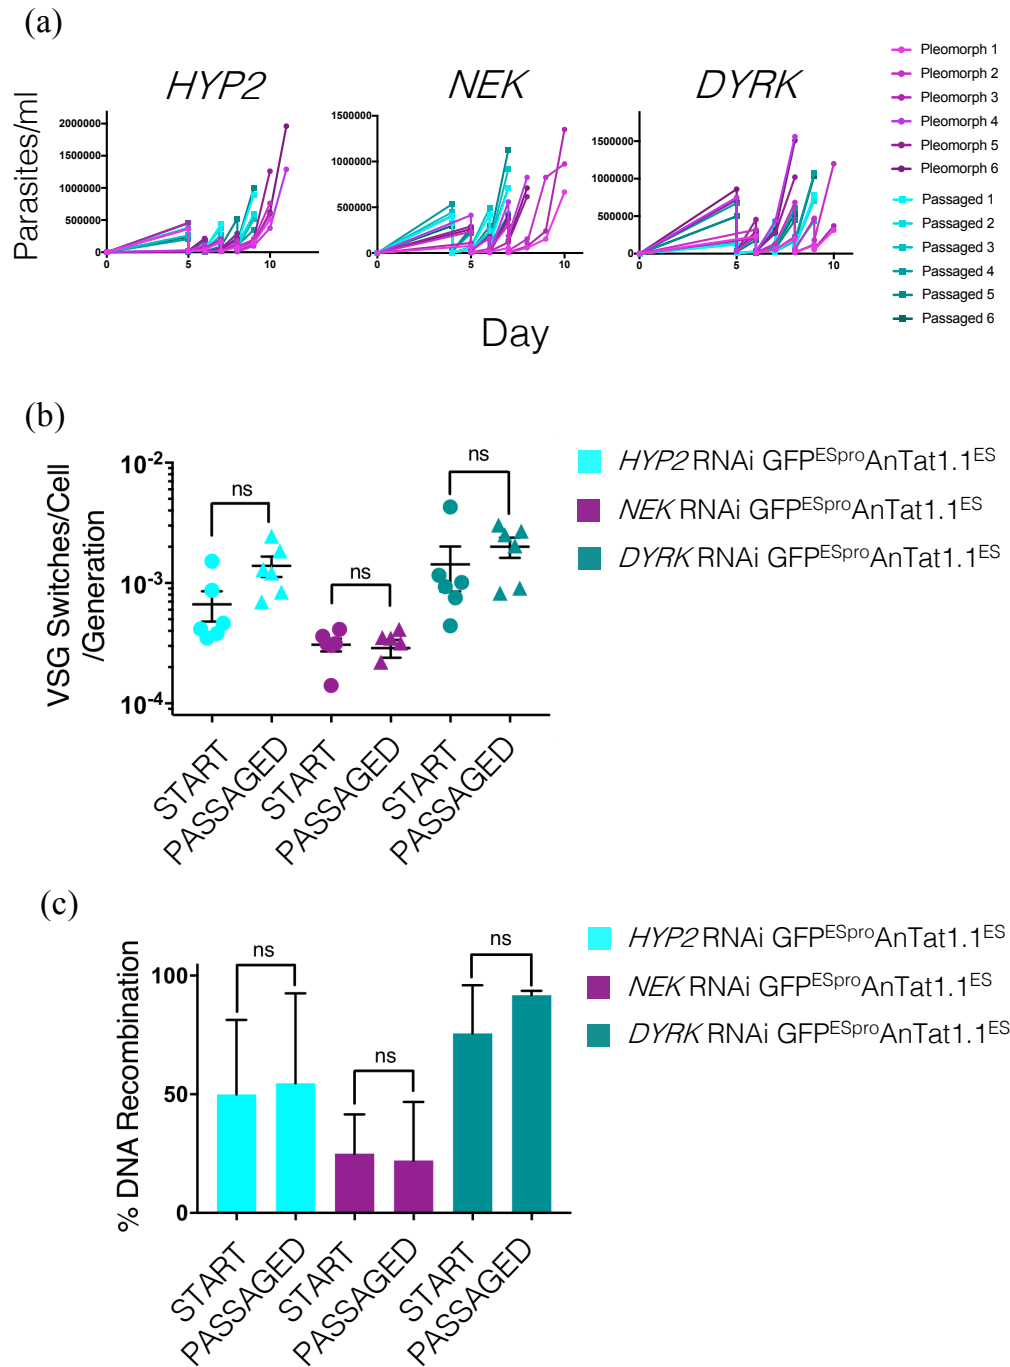 (a)
HYP2
NEK
DYRK
Parasites/ml
2000000
1500000
1000000
500000
0
0
5
10
1500000
1000000
500000
0
0
5
10
1500000
1000000
500000
0
0
5
10
Day
Pleomorph 1
Pleomorph 2
Pleomorph 3
Pleomorph 4
Pleomorph 5
Pleomorph 6
Passaged 1
Passaged 2
Passaged 3
Passaged 4
Passaged 5
Passaged 6
(b)
VSG Switches/Cell
/Generation
10-2
10-3
10-4
ns
ns
ns
START
PASSAGED
START
PASSAGED
START
PASSAGED
HYP2 RNAi GFPESproAnTat1.1ES
NEK RNAi GFPESproAnTat1.1ES
DYRK RNAi GFPESproAnTat1.1ES
(c)
% DNA Recombination
100
50
0
ns
ns
ns
START
PASSAGED
START
PASSAGED
START
PASSAGED
HYP2 RNAi GFPESproAnTat1.1ES
NEK RNAi GFPESproAnTat1.1ES
DYRK RNAi GFPESproAnTat1.1ES